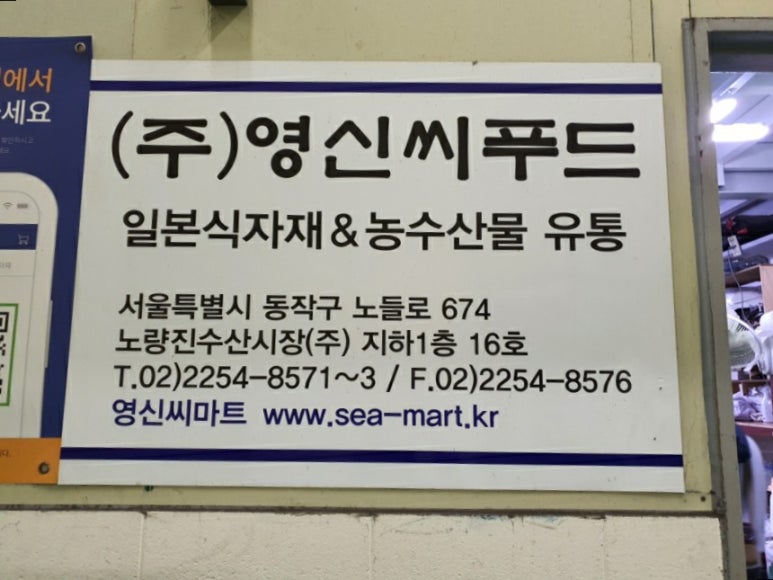 에서
세요
(주)영신씨푸드
일본식자재&농수산물 유통
서울특별시 동작구 노들로 674
노량진수산시장(주) 지하1층 16호
T.02)2254-8571~3 / F.02)2254-8576
영신씨마트 www.sea-mart.kr